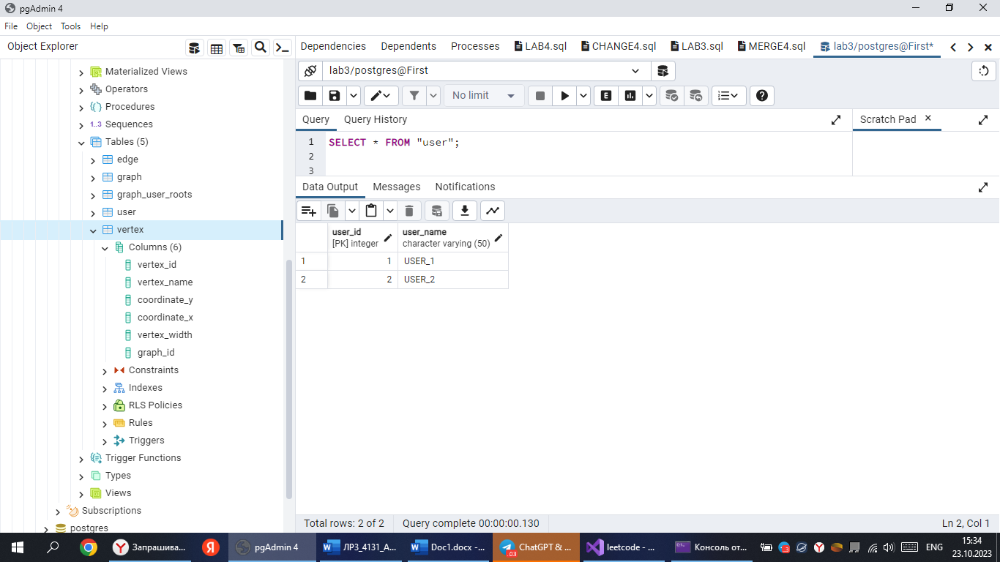 pgAdmin 4
File Object Tools Help
Object Explorer
Dependencies Dependents Processes LAB4.sql CHANGE4.sql LAB3.sql MERGE4.sql lab3/postgres@First*
lab3/postgres@First
No limit
E
Query Query History
Scratch Pad
1 SELECT * FROM "user";
2
3
Data Output Messages Notifications
user_id
[PK] integer
user_name
character varying (50)
1 1 USER_1
2 2 USER_2
Materialized Views
Operators
Procedures
1..3 Sequences
Tables (5)
edge
graph
graph_user_roots
user
vertex
Columns (6)
vertex_id
vertex_name
coordinate_y
coordinate_x
vertex_width
graph_id
Constraints
Indexes
RLS Policies
Rules
Triggers
Trigger Functions
Types
Views
Subscriptions
postgres
Total rows: 2 of 2 Query complete 00:00:00.130 Ln 2, Col 1
Запрашива... Я pgAdmin 4 ЛР3_4131_А... Doc1.docx -... ChatGPT & ... leetcode - ... Консоль от... ENG
.03
15:34
23.10.2023